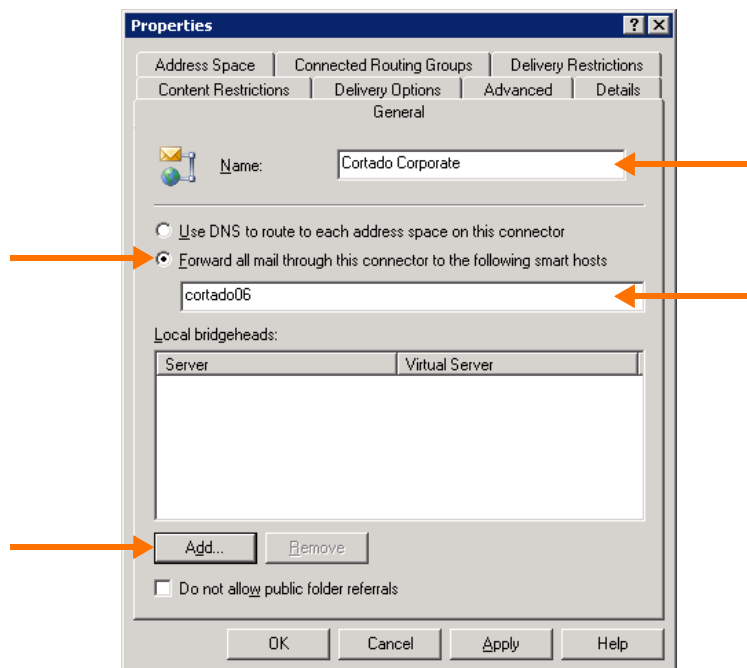 Properties
Address Space Connected Routing Groups Delivery Restrictions
Content Restrictions Delivery Options Advanced Details
General
Name: Cortado Corporate
Use DNS to route to each address space on this connector
Forward all mail through this connector to the following smart hosts
cortado06
Local bridgeheads:
Server Virtual Server
Add... Remove
Do not allow public folder referrals
OK Cancel Apply Help